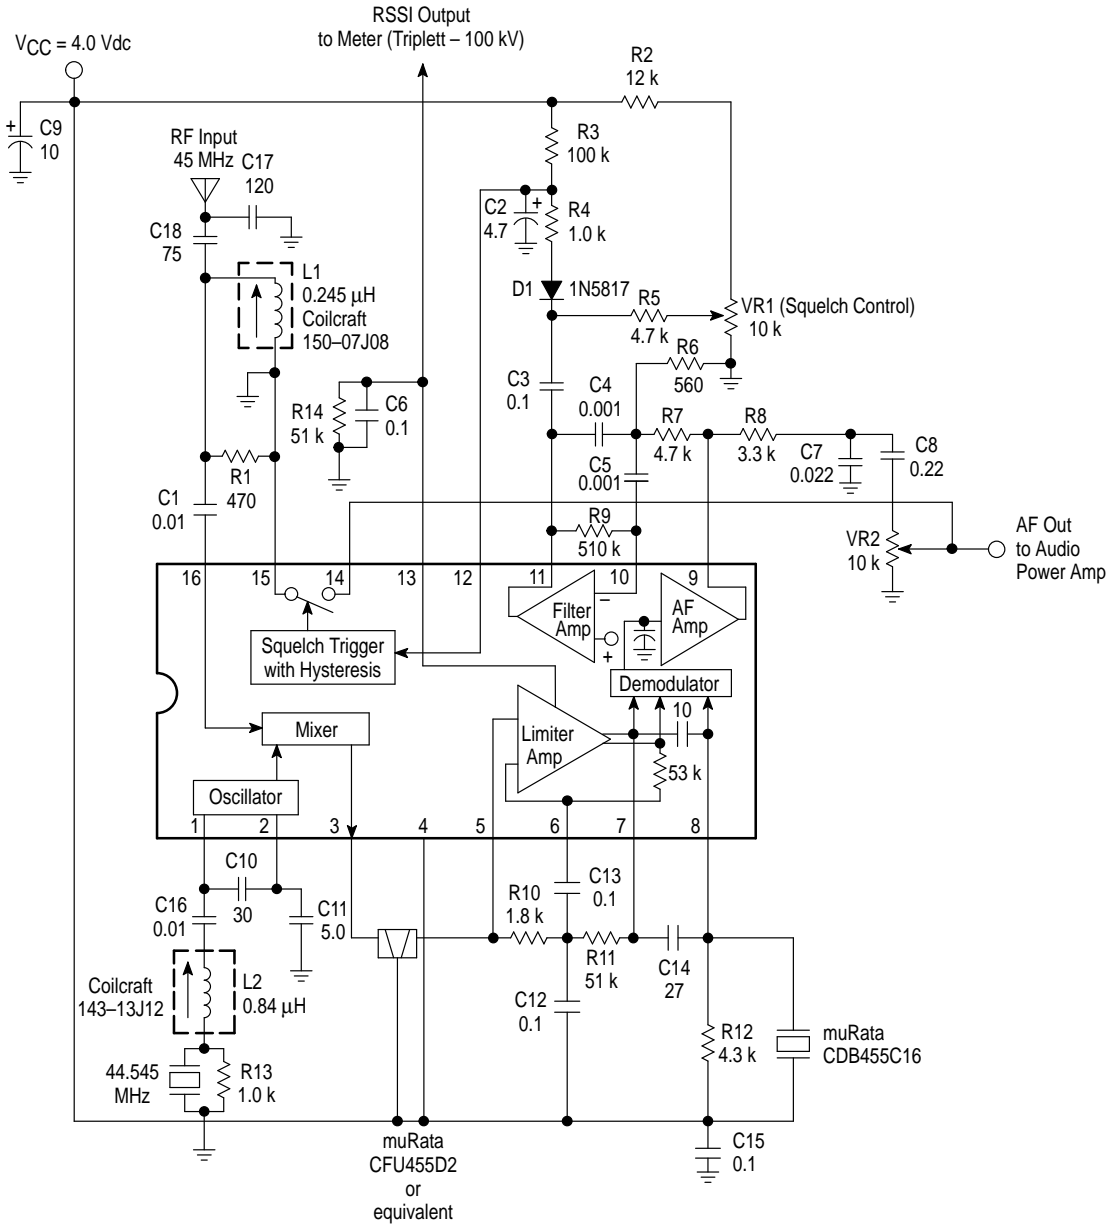 RSSI Output
to Meter (Triplett – 100 kV)
VCC = 4.0 Vdc
R2
12 k
+
C9
10
RF Input
45 MHz
C17
120
R3
100 k
C18
75
C2
4.7
+
R4
1.0 k
L1
0.245 µH
Coilcraft
150–07J08
D1
1N5817
R5
4.7 k
VR1 (Squelch Control)
10 k
R6
560
C3
0.1
C4
0.001
R14
51 k
C6
0.1
R7
4.7 k
R8
3.3 k
C7
0.022
C8
0.22
R1
470
C5
0.001
C1
0.01
R9
510 k
VR2
10 k
AF Out
to Audio
Power Amp
16
15
14
13
12
11
10
9
Filter
Amp
–
+
AF
Amp
Squelch Trigger
with Hysteresis
Demodulator
10
Mixer
Limiter
Amp
53 k
Oscillator
1
2
3
4
5
6
7
8
C10
30
C16
0.01
C11
5.0
R10
1.8 k
C13
0.1
R11
51 k
C14
27
Coilcraft
143–13J12
L2
0.84 µH
C12
0.1
R12
4.3 k
muRata
CDB455C16
44.545
MHz
R13
1.0 k
muRata
CFU455D2
or
equivalent
C15
0.1